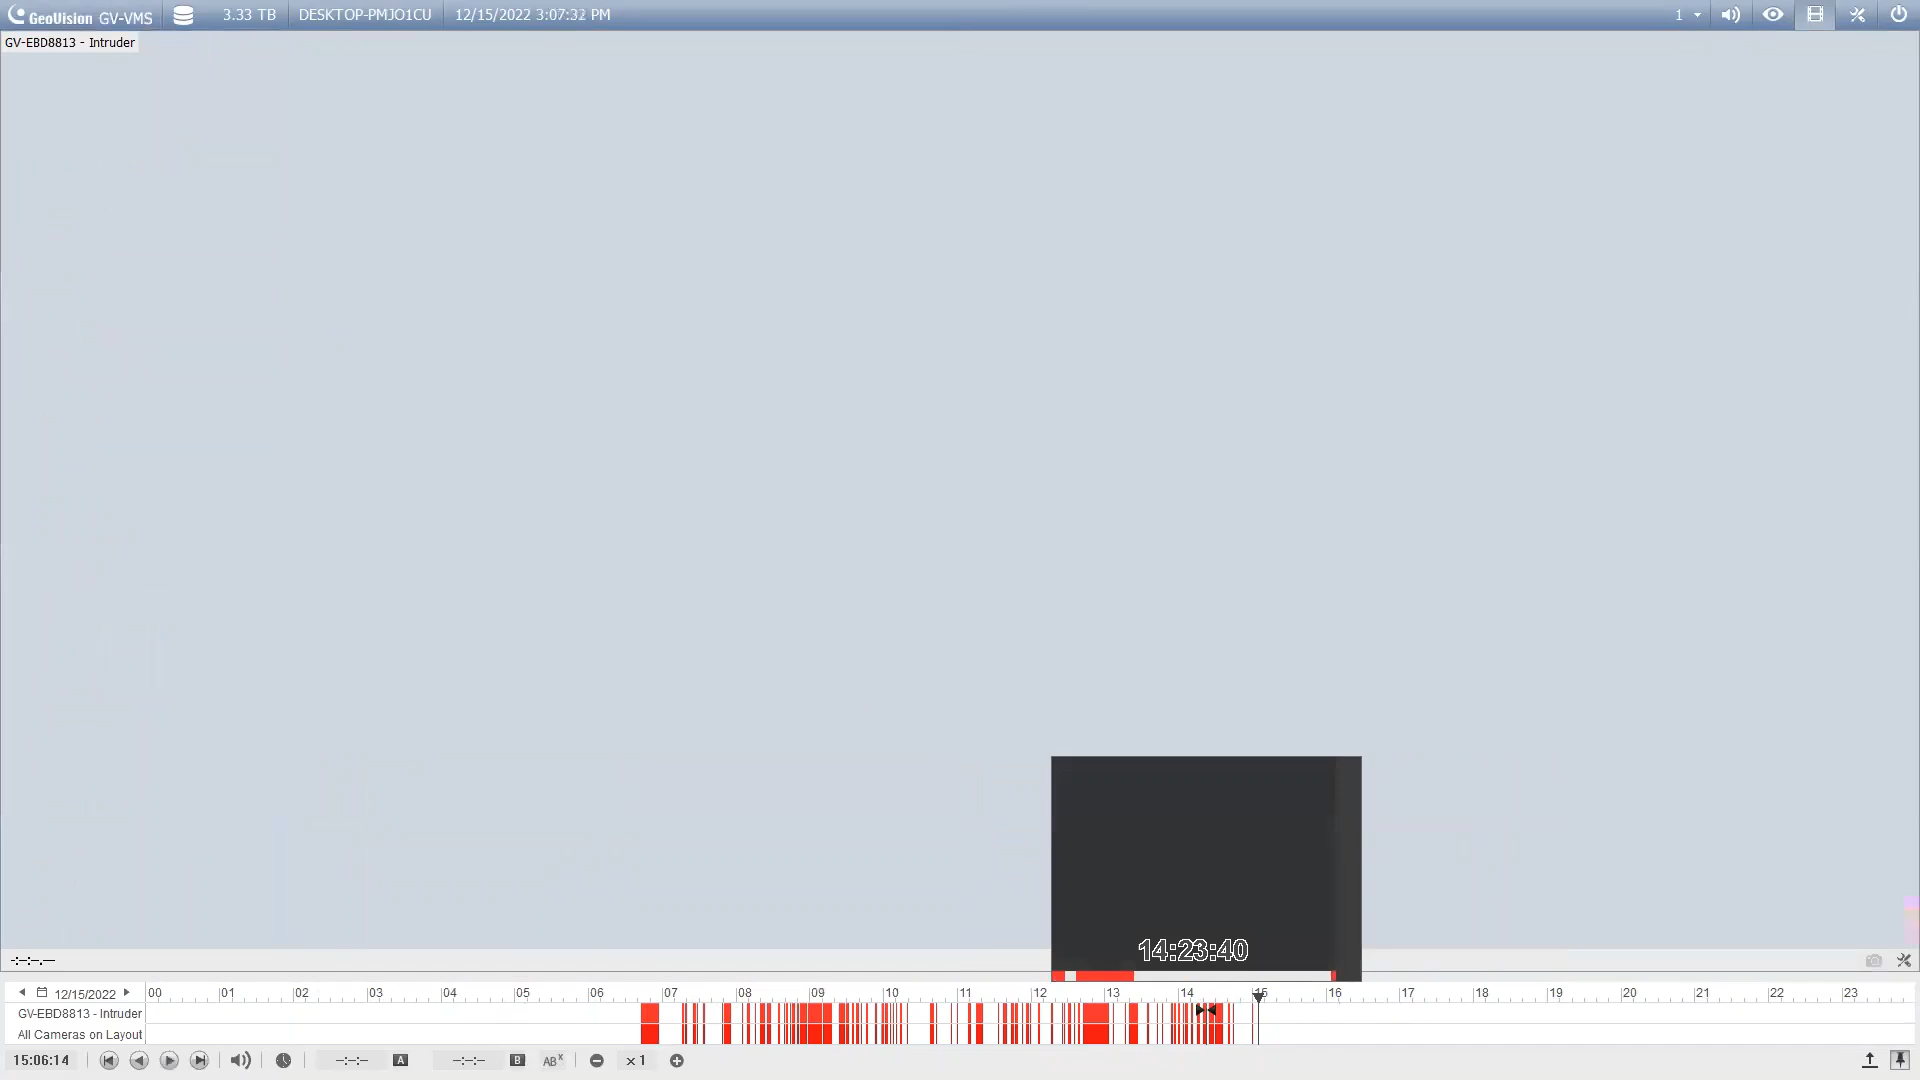 GeoVision GV-VMS 3.33 TB DESKTOP-PMJO1CU 12/15/2022 3:07:32 PM 1
GV-EBD8813 - Intruder
14:23:40
--:--:--.---
12/15/2022 00 01 02 03 04 05 06 07 08 09 10 11 12 13 14 15 16 17 18 19 20 21 22 23
GV-EBD8813 - Intruder
All Cameras on Layout
15:06:14 --:--:-- A --:--:-- B ABx x 1